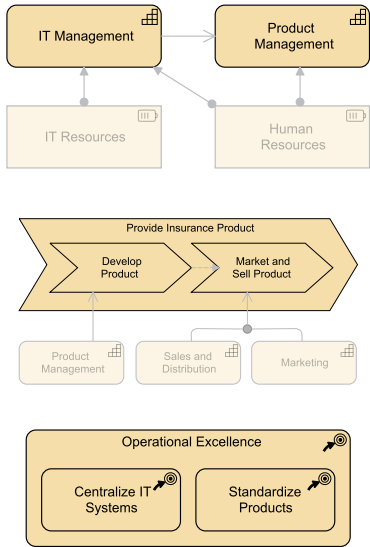 IT Management
Product
Management
IT Resources
Human
Resources
Provide Insurance Product
Develop
Product
Market and
Sell Product
Product
Management
Sales and
Distribution
Marketing
Operational Excellence
Centralize IT
Systems
Standardize
Products